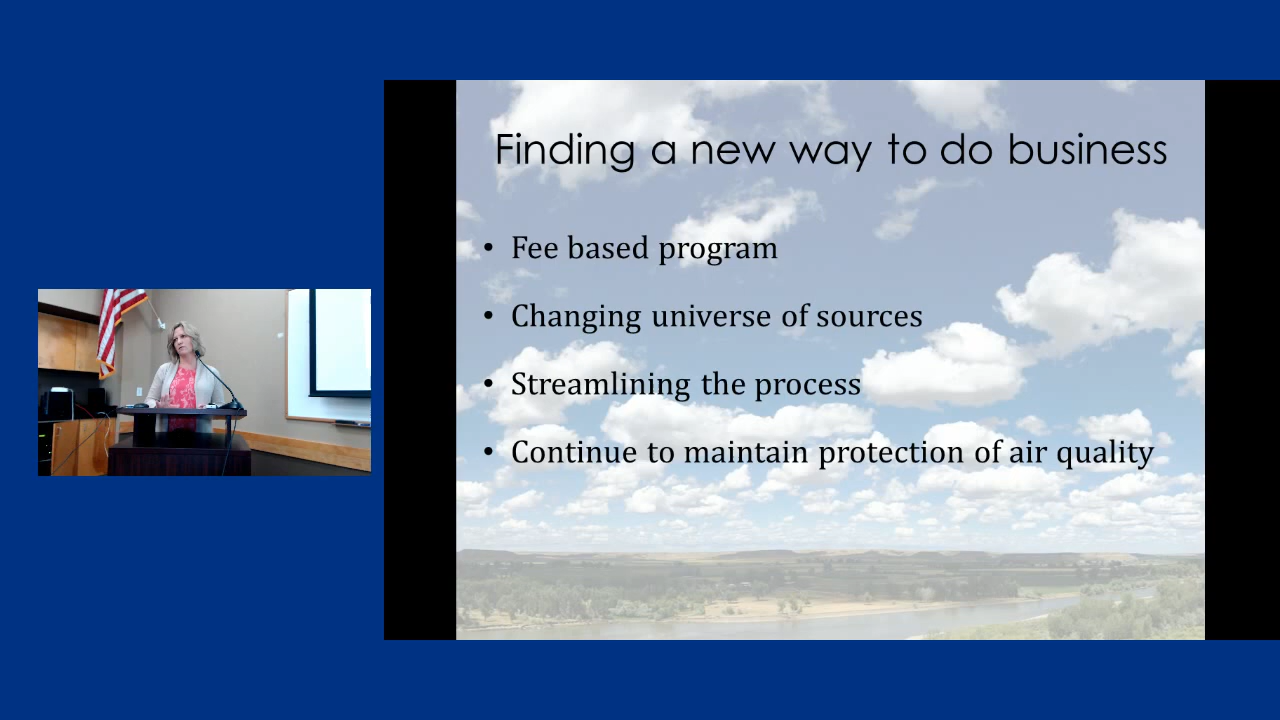 Finding a new way to do business
• Fee based program
• Changing universe of sources
• Streamlining the process
• Continue to maintain protection of air quality